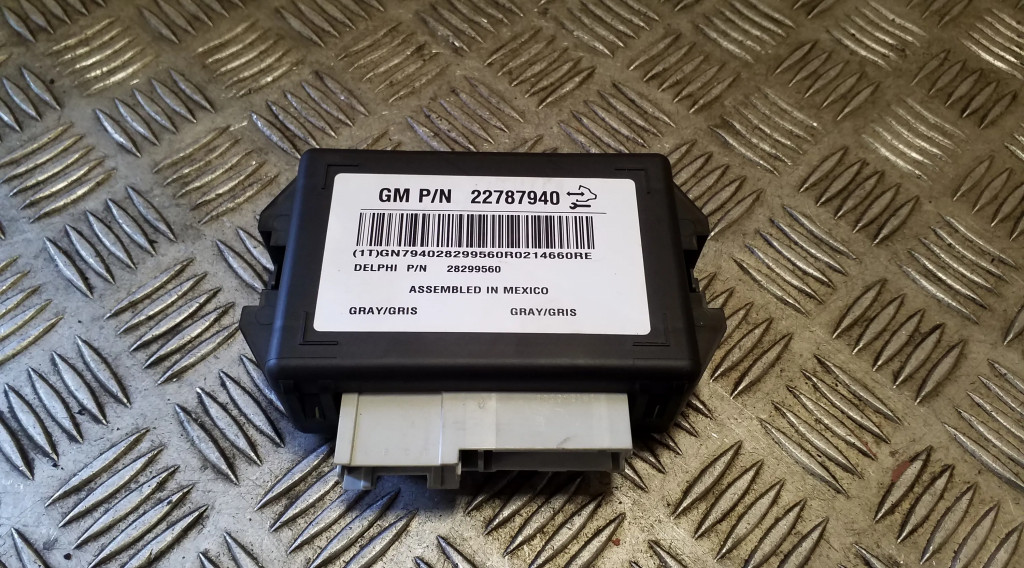 GM P/N 22787940
(1T)GN794028299560R0214660RE
DELPHI P/N 28299560
ASSEMBLED IN MEXICO
GRAY/GRIS GRAY/GRIS